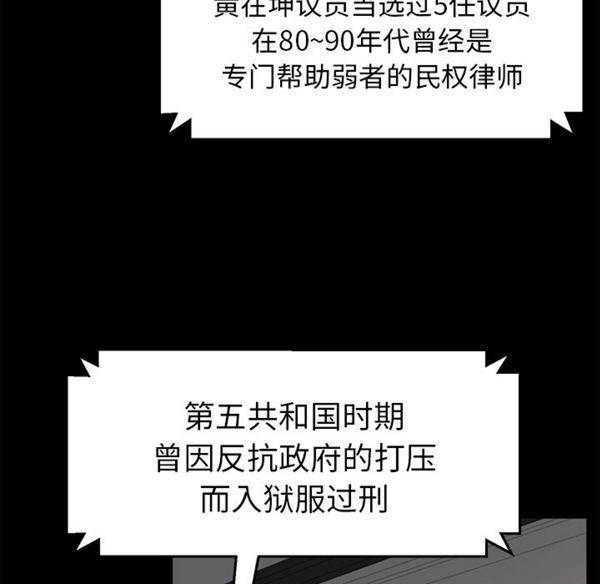 黄在坤议员当选过5任议员
在80~90年代曾经是
专门帮助弱者的民权律师
第五共和国时期
曾因反抗政府的打压
而入狱服过刑